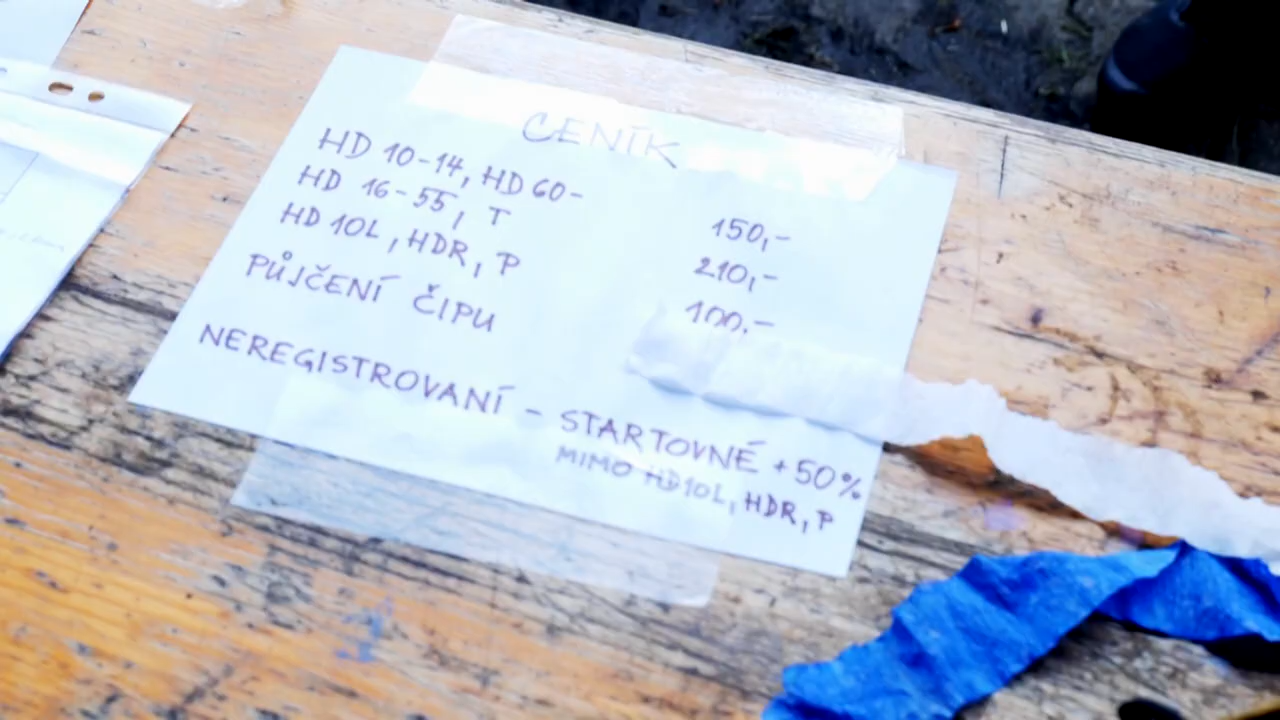 CENÍK
HD 10-14, HD 60- 150,-
HD 16-55, T 210,-
HD 10L, HDR, P 100,-
PŮJČENÍ ČIPU
NEREGISTROVANÍ - STARTOVNÉ +50%
MIMO HD10L, HDR, P